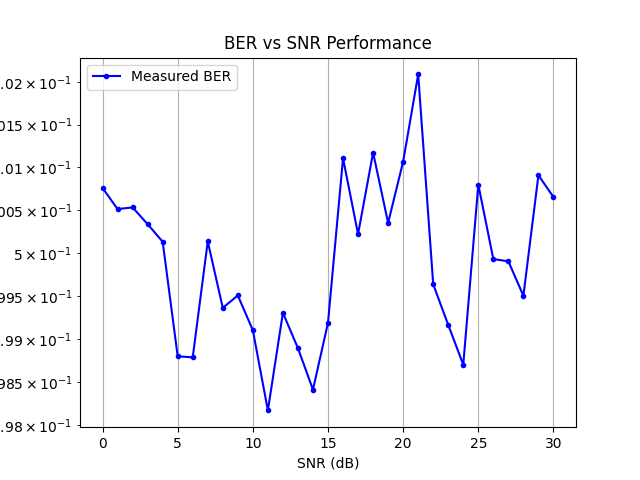 BER vs SNR Performance
Measured BER
.02 × 10⁻¹
015 × 10⁻¹
.01 × 10⁻¹
005 × 10⁻¹
5 × 10⁻¹
995 × 10⁻¹
.99 × 10⁻¹
985 × 10⁻¹
.98 × 10⁻¹
0 5 10 15 20 25 30
SNR (dB)